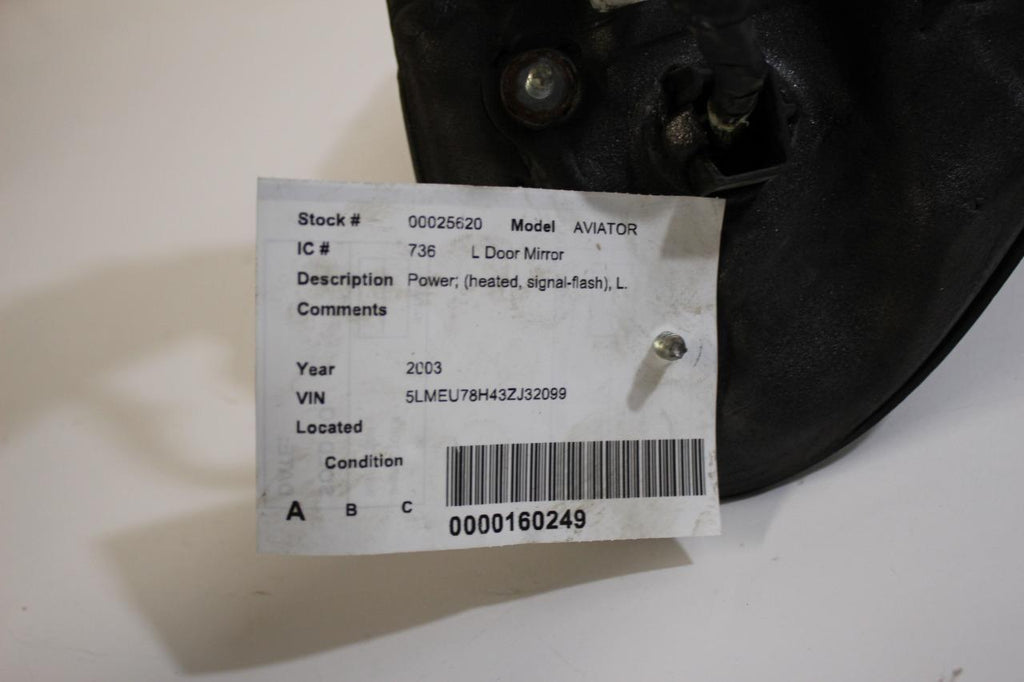 Stock # 00025620 Model AVIATOR
IC # 736 L Door Mirror
Description Power; (heated, signal-flash), L.
Comments
Year 2003
VIN 5LMEU78H43ZJ32099
Located
Condition
A B C
0000160249